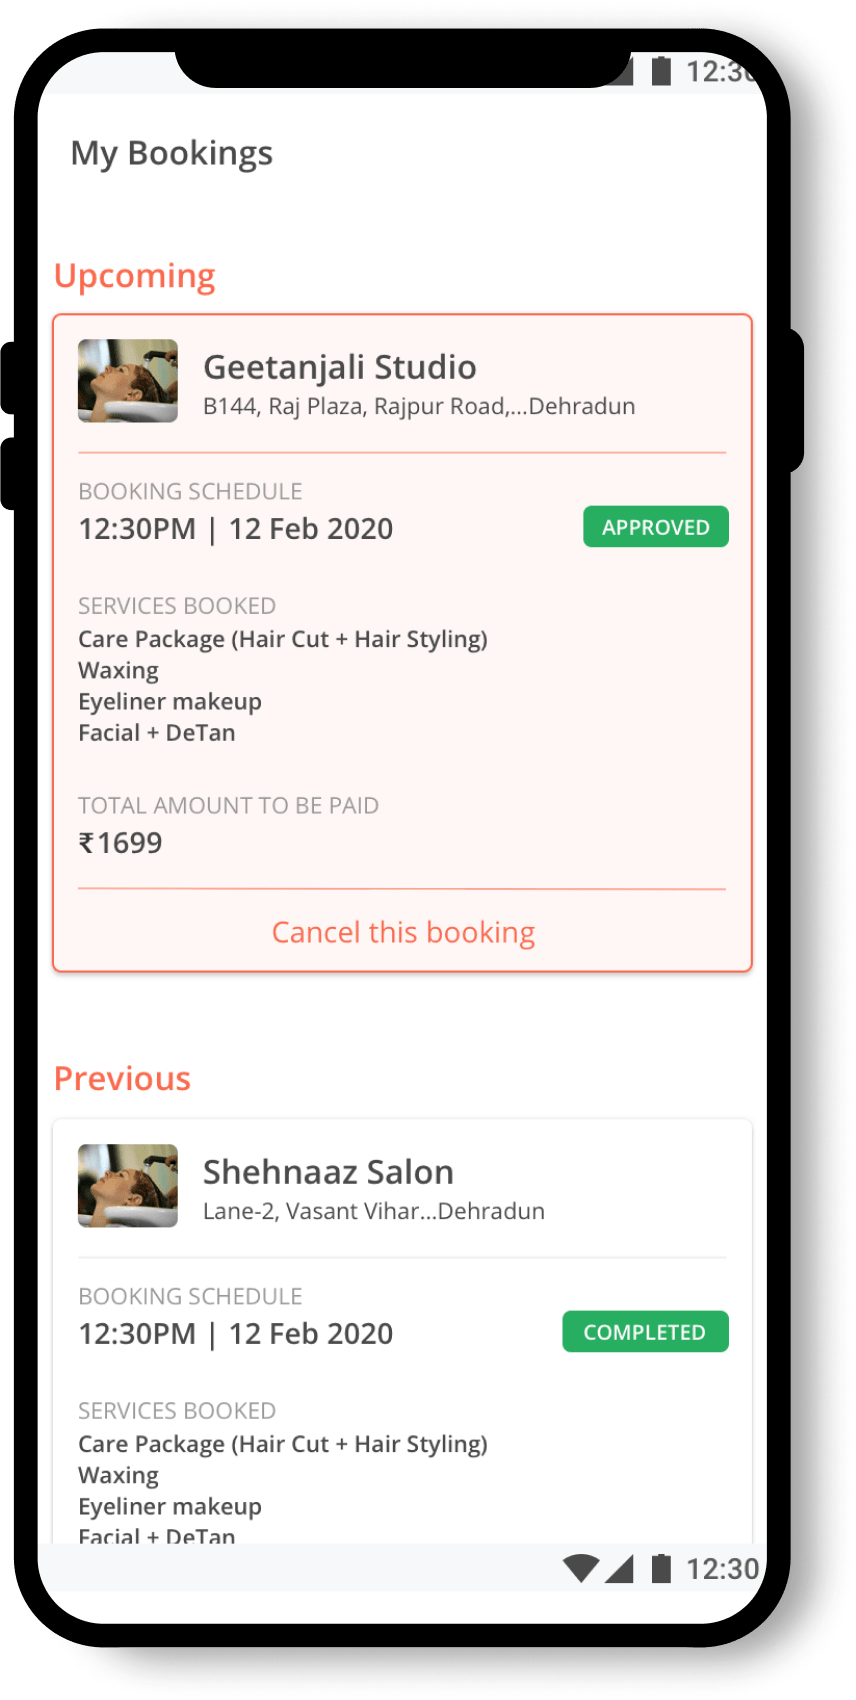 12:30
My Bookings
Upcoming
Geetanjali Studio
B144, Raj Plaza, Rajpur Road,...Dehradun
BOOKING SCHEDULE
12:30PM | 12 Feb 2020
APPROVED
SERVICES BOOKED
Care Package (Hair Cut + Hair Styling)
Waxing
Eyeliner makeup
Facial + DeTan
TOTAL AMOUNT TO BE PAID
₹1699
Cancel this booking
Previous
Shehnaaz Salon
Lane-2, Vasant Vihar...Dehradun
BOOKING SCHEDULE
12:30PM | 12 Feb 2020
COMPLETED
SERVICES BOOKED
Care Package (Hair Cut + Hair Styling)
Waxing
Eyeliner makeup
Facial + DeTan
12:30